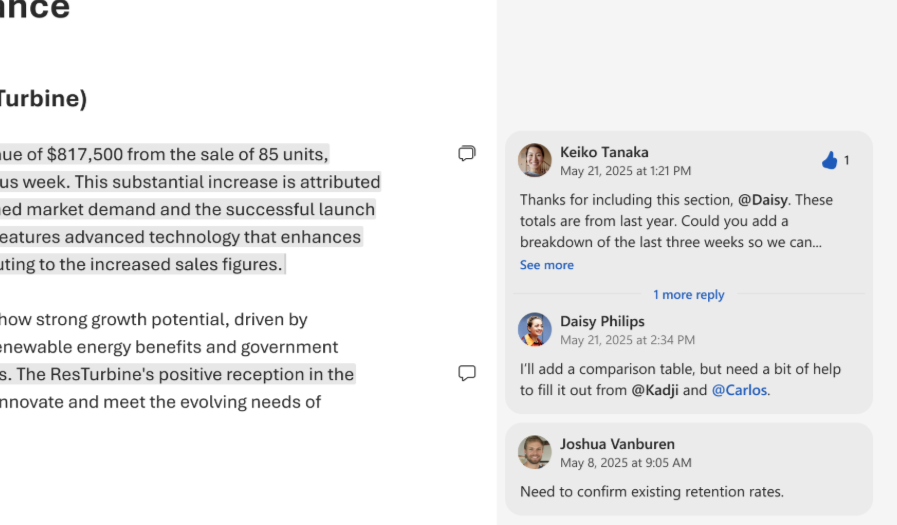 ance
Turbine)
nue of $817,500 from the sale of 85 units,
us week. This substantial increase is attributed
ned market demand and the successful launch
eatures advanced technology that enhances
uting to the increased sales figures.
how strong growth potential, driven by
enewable energy benefits and government
s. The ResTurbine's positive reception in the
nnovate and meet the evolving needs of
Keiko Tanaka
May 21, 2025 at 1:21 PM
1
Thanks for including this section, @Daisy. These
totals are from last year. Could you add a
breakdown of the last three weeks so we can...
See more
1 more reply
Daisy Philips
May 21, 2025 at 2:34 PM
I'll add a comparison table, but need a bit of help
to fill it out from @Kadji and @Carlos.
Joshua Vanburen
May 8, 2025 at 9:05 AM
Need to confirm existing retention rates.